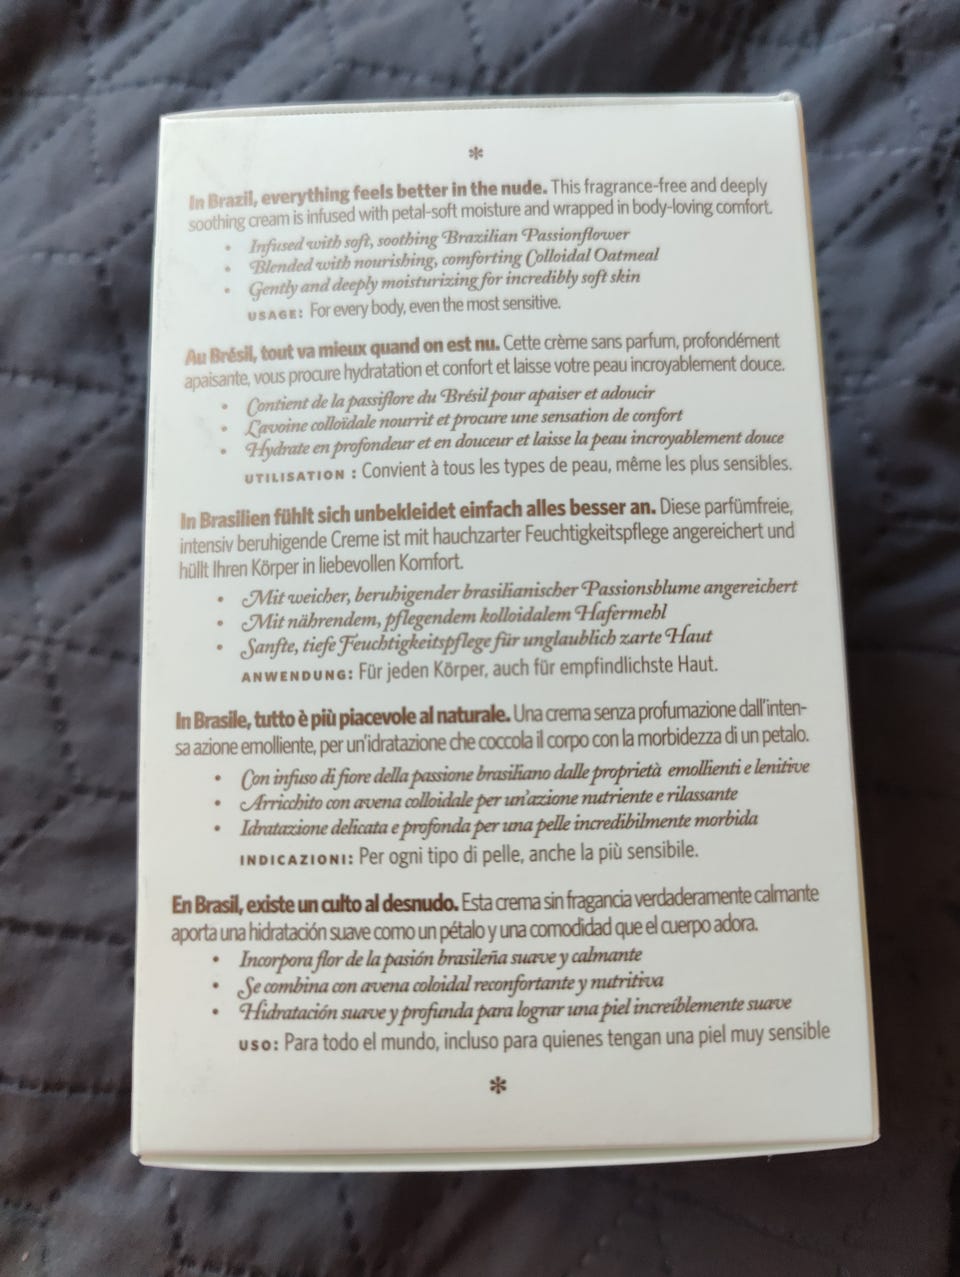 *
In Brazil, everything feels better in the nude. This fragrance-free and deeply
soothing cream is infused with petal-soft moisture and wrapped in body-loving comfort.
• Infused with soft, soothing Brazilian Passionflower
• Blended with nourishing, comforting Colloidal Oatmeal
• Gently and deeply moisturizing for incredibly soft skin
USAGE: For every body, even the most sensitive.
Au Brésil, tout va mieux quand on est nu. Cette crème sans parfum, profondément
apaisante, vous procure hydratation et confort et laisse votre peau incroyablement douce.
• Contient de la passiflore du Brésil pour apaiser et adoucir
• L'avoine colloïdale nourrit et procure une sensation de confort
• Hydrate en profondeur et en douceur et laisse la peau incroyablement douce
UTILISATION : Convient à tous les types de peau, même les plus sensibles.
In Brasilien fühlt sich unbekleidet einfach alles besser an. Diese parfümfreie,
intensiv beruhigende Creme ist mit hauchzarter Feuchtigkeitspflege angereichert und
hüllt Ihren Körper in liebevollen Komfort.
• Mit weicher, beruhigender brasilianischer Passionsblume angereichert
• Mit nährendem, pflegendem kolloidalem Hafermehl
• Sanfte, tiefe Feuchtigkeitspflege für unglaublich zarte Haut
ANWENDUNG: Für jeden Körper, auch für empfindlichste Haut.
In Brasile, tutto è più piacevole al naturale. Una crema senza profumazione dall'inten-
sa azione emolliente, per un'idratazione che coccola il corpo con la morbidezza di un petalo.
• Con infuso di fiore della passione brasiliano dalle proprietà emollienti e lenitive
• Arricchito con avena colloidale per un'azione nutriente e rilassante
• Idratazione delicata e profonda per una pelle incredibilmente morbida
INDICAZIONI: Per ogni tipo di pelle, anche la più sensibile.
En Brasil, existe un culto al desnudo. Esta crema sin fragancia verdaderamente calmante
aporta una hidratación suave como un pétalo y una comodidad que el cuerpo adora.
• Incorpora flor de la pasión brasileña suave y calmante
• Se combina con avena coloidal reconfortante y nutritiva
• Hidratación suave y profunda para lograr una piel increíblemente suave
USO: Para todo el mundo, incluso para quienes tengan una piel muy sensible
*